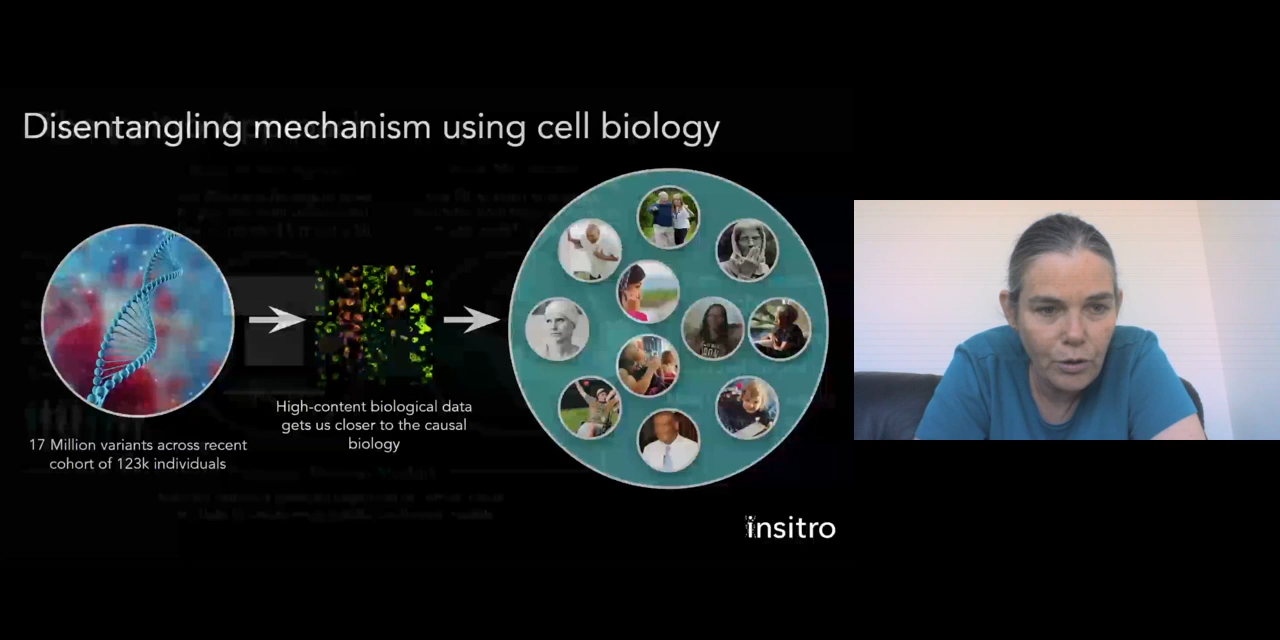 Disentangling mechanism using cell biology
17 Million variants across recent
cohort of 123k individuals
High-content biological data
gets us closer to the causal
biology
insitro